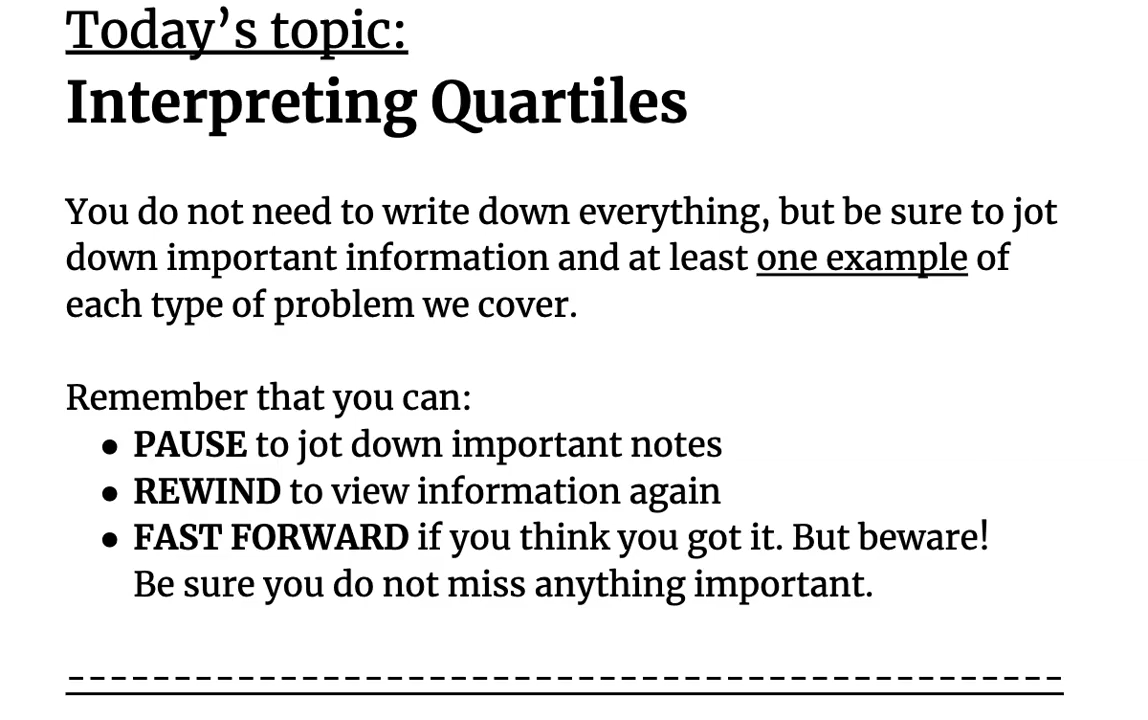 Today’s topic:
Interpreting Quartiles
You do not need to write down everything, but be sure to jot
down important information and at least one example of
each type of problem we cover.
Remember that you can:
● PAUSE to jot down important notes
● REWIND to view information again
● FAST FORWARD if you think you got it. But beware!
Be sure you do not miss anything important.